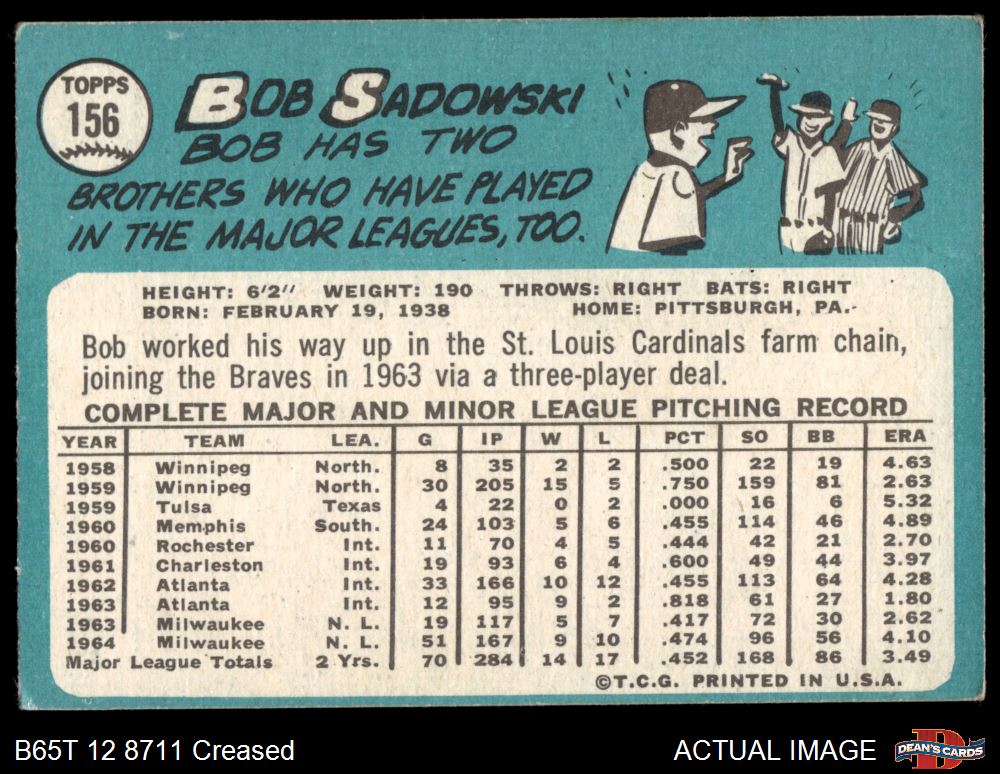 TOPPS
156
BOB SADOWSKI
BOB HAS TWO
BROTHERS WHO HAVE PLAYED
IN THE MAJOR LEAGUES, TOO.
HEIGHT: 6'2" WEIGHT: 190 THROWS: RIGHT BATS: RIGHT
BORN: FEBRUARY 19, 1938 HOME: PITTSBURGH, PA.
Bob worked his way up in the St. Louis Cardinals farm chain,
joining the Braves in 1963 via a three-player deal.
COMPLETE MAJOR AND MINOR LEAGUE PITCHING RECORD
YEAR TEAM LEA. G IP W L PCT SO BB ERA
1958 Winnipeg North. 8 35 2 2 .500 22 19 4.63
1959 Winnipeg North. 30 205 15 5 .750 159 81 2.63
1959 Tulsa Texas 4 22 0 2 .000 16 6 5.32
1960 Memphis South. 24 103 5 6 .455 114 46 4.89
1960 Rochester Int. 11 70 4 5 .444 42 21 2.70
1961 Charleston Int. 19 93 6 4 .600 49 44 3.97
1962 Atlanta Int. 33 166 10 12 .455 113 64 4.28
1963 Atlanta Int. 12 95 9 2 .818 61 27 1.80
1963 Milwaukee N. L. 19 117 5 7 .417 72 30 2.62
1964 Milwaukee N. L. 51 167 9 10 .474 96 56 4.10
Major League Totals 2 Yrs. 70 284 14 17 .452 168 86 3.49
©T.C.G. PRINTED IN U.S.A.
B65T 12 8711 Creased
ACTUAL IMAGE
DEAN'S CARDS